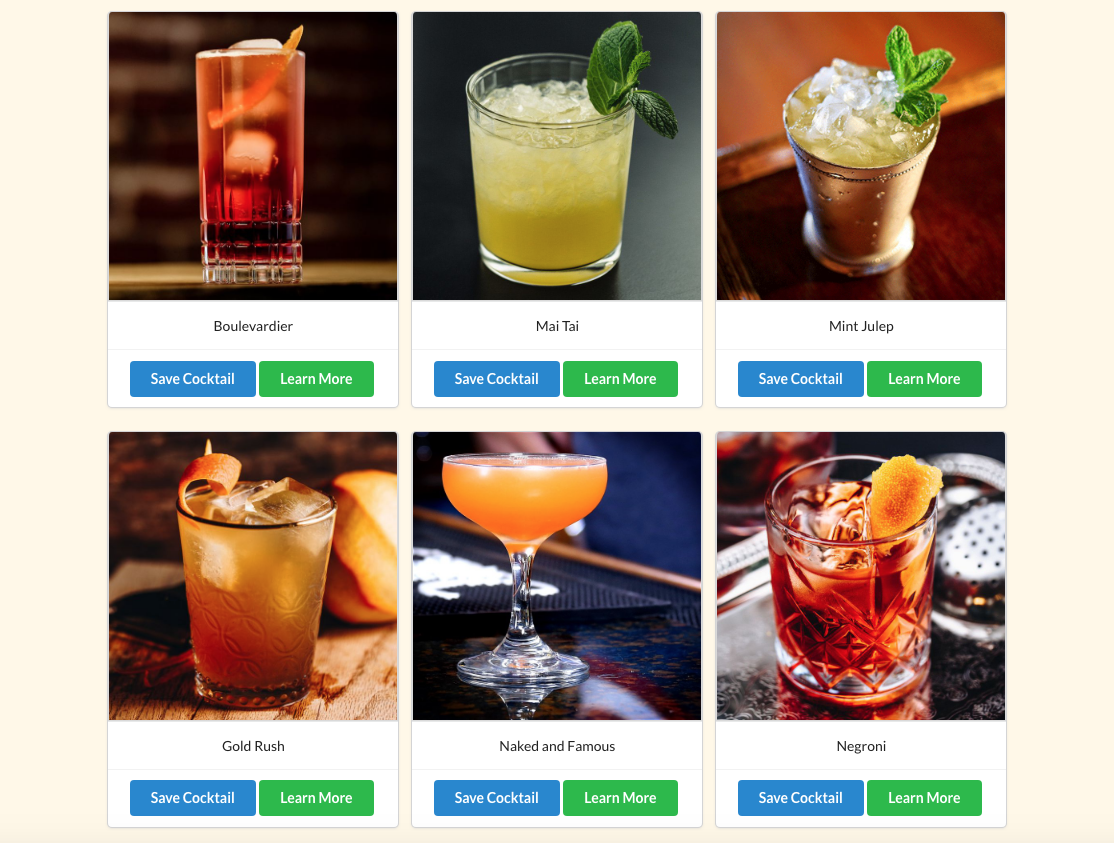 Boulevardier
Mai Tai
Mint Julep
Save Cocktail
Learn More
Save Cocktail
Learn More
Save Cocktail
Learn More
Gold Rush
Naked and Famous
Negroni
Save Cocktail
Learn More
Save Cocktail
Learn More
Save Cocktail
Learn More